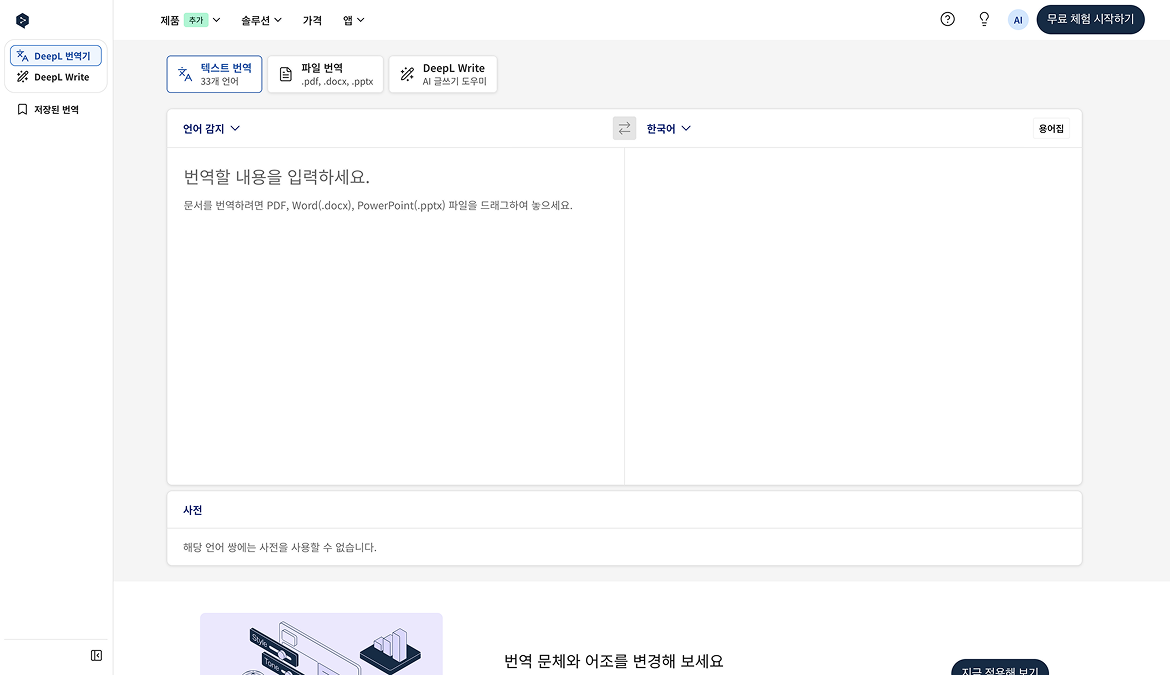 제품 추가
솔루션
가격
앱
AI
무료 체험 시작하기
DeepL 번역기
DeepL Write
저장된 번역
텍스트 번역
33개 언어
파일 번역
.pdf, .docx, .pptx
DeepL Write
AI 글쓰기 도우미
언어 감지
한국어
용어집
번역할 내용을 입력하세요.
문서를 번역하려면 PDF, Word(.docx), PowerPoint(.pptx) 파일을 드래그하여 놓으세요.
사전
해당 언어 쌍에는 사전을 사용할 수 없습니다.
Style
Tone
번역 문체와 어조를 변경해 보세요
지금 적용해 보기